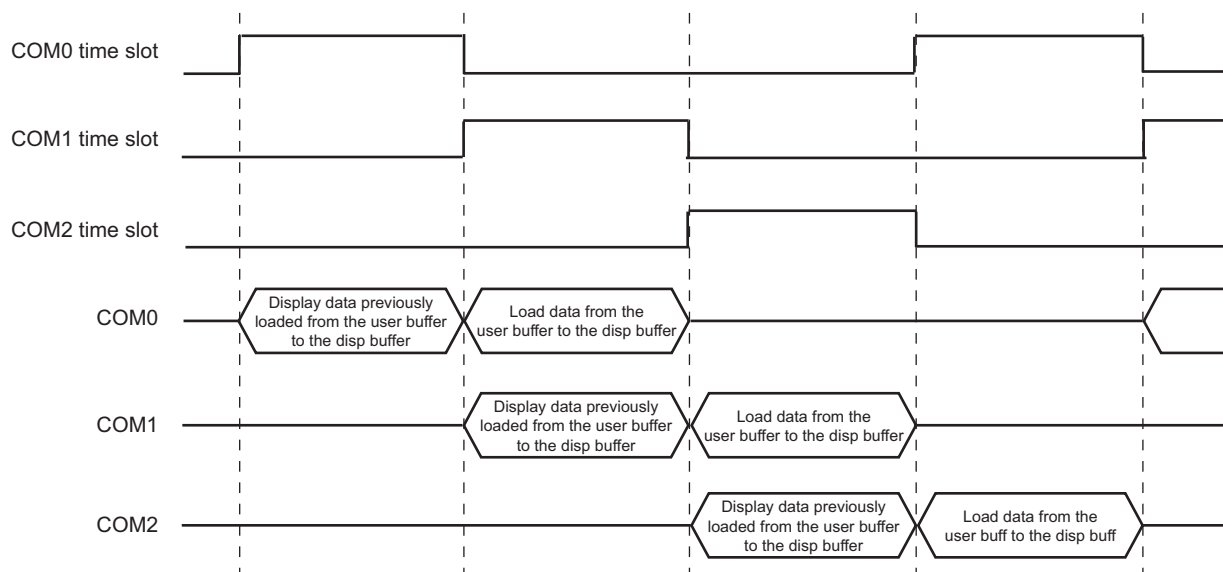 COM0 time slot
COM1 time slot
COM2 time slot
COM0
Display data previously
loaded from the user buffer
to the disp buffer
Load data from the
user buffer to the disp buffer
COM1
Display data previously
loaded from the user buffer
to the disp buffer
Load data from the
user buffer to the disp buffer
COM2
Display data previously
loaded from the user buffer
to the disp buffer
Load data from the
user buff to the disp buff